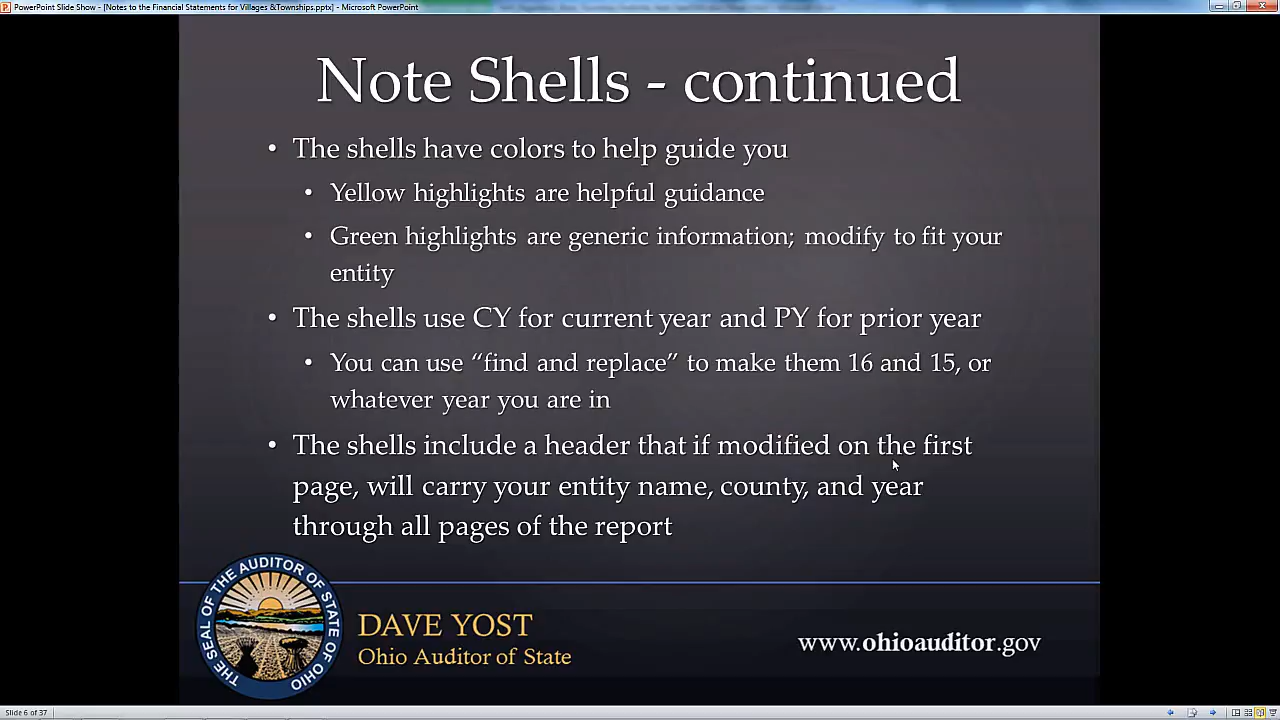 PowerPoint Slide Show - [Notes to the Financial Statements for Villages &Townships.pptx] - Microsoft PowerPoint
Note Shells - continued
• The shells have colors to help guide you
• Yellow highlights are helpful guidance
• Green highlights are generic information; modify to fit your
entity
• The shells use CY for current year and PY for prior year
• You can use “find and replace” to make them 16 and 15, or
whatever year you are in
• The shells include a header that if modified on the first
page, will carry your entity name, county, and year
through all pages of the report
THE SEAL OF THE AUDITOR OF STATE OF OHIO
DAVE YOST
Ohio Auditor of State
www.ohioauditor.gov
Slide 6 of 37